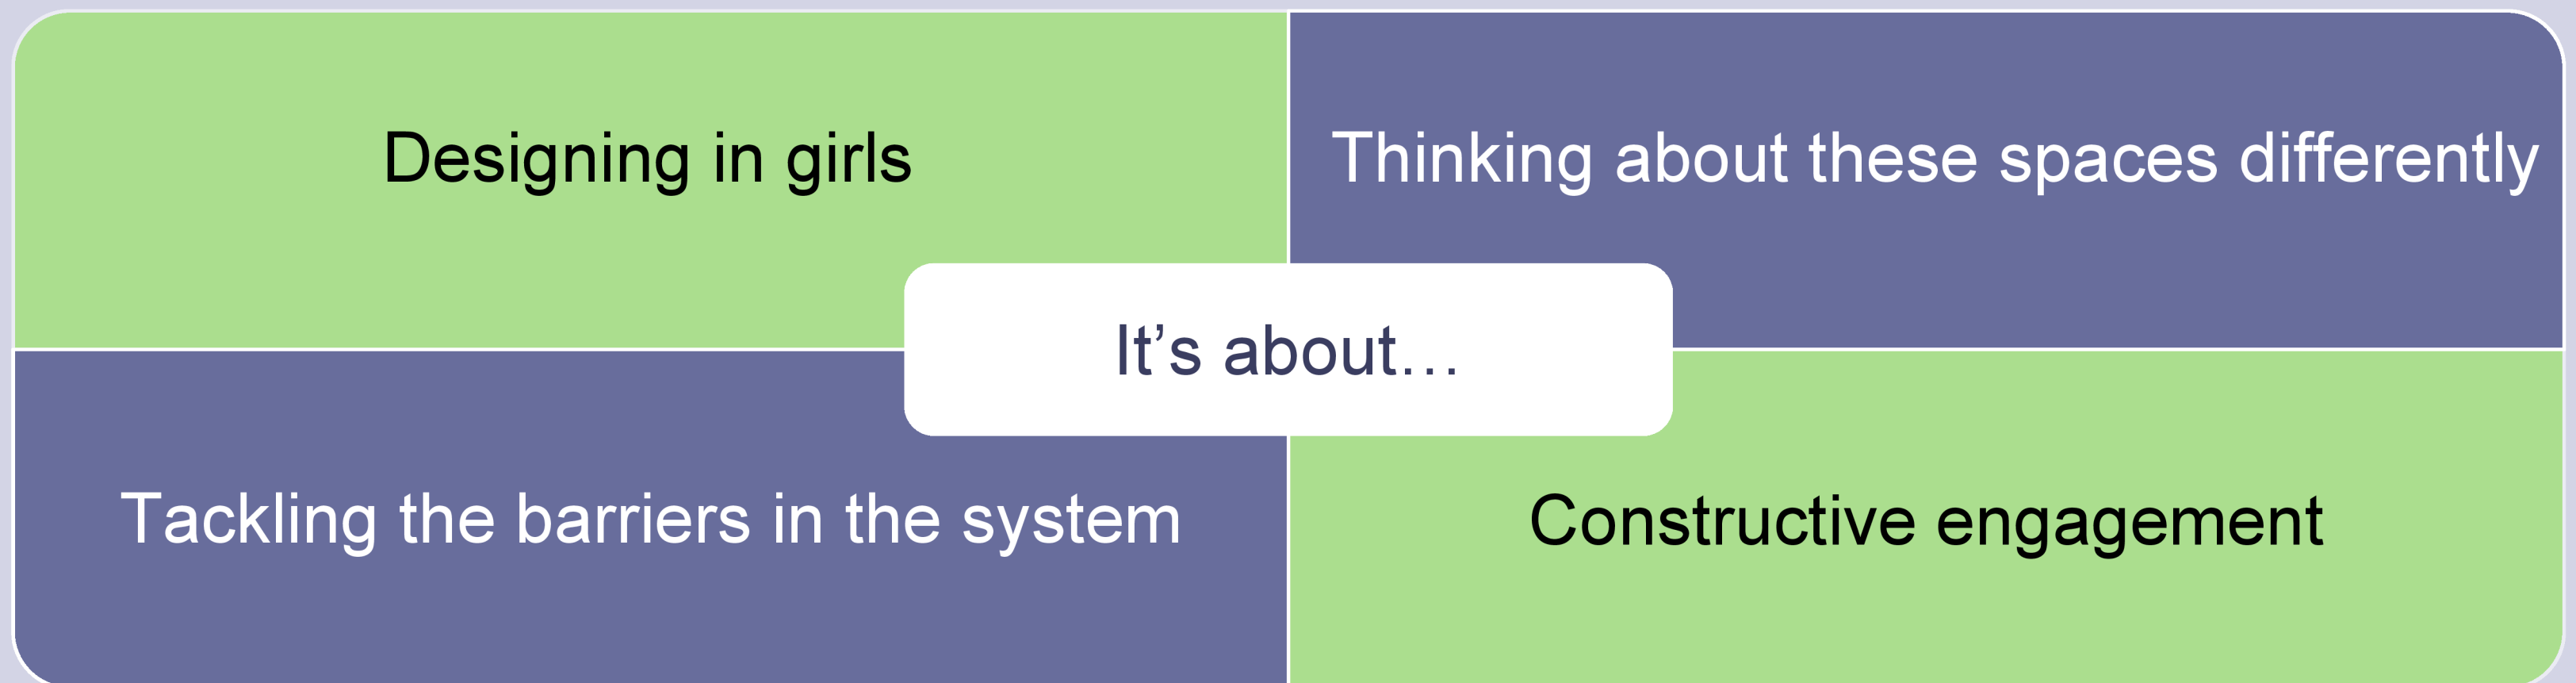 Designing in girls
Thinking about these spaces differently
It’s about…
Tackling the barriers in the system
Constructive engagement